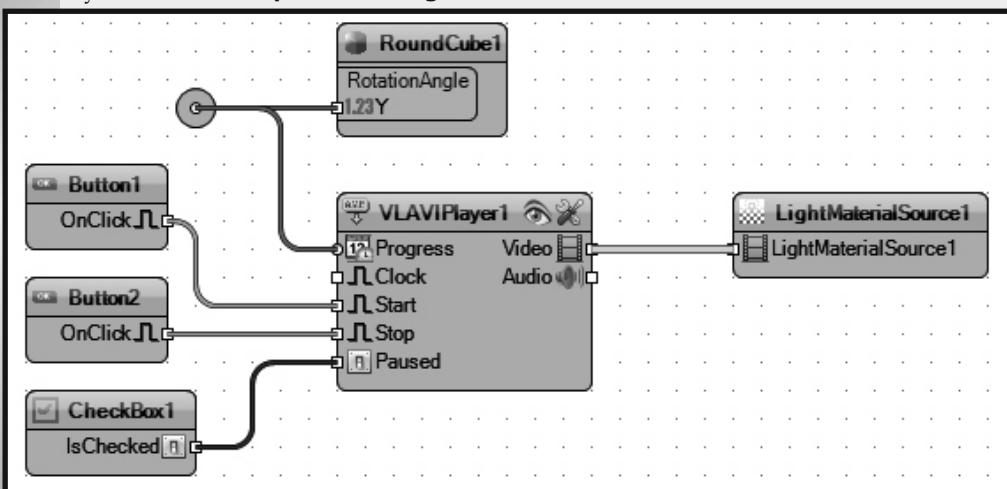 RoundCube1
RotationAngle
1.23Y
Button1
OnClick
VLAVIPlayer1
Progress Video
Clock Audio
Start
Stop
Paused
LightMaterialSource1
LightMaterialSource1
Button2
OnClick
CheckBox1
IsChecked